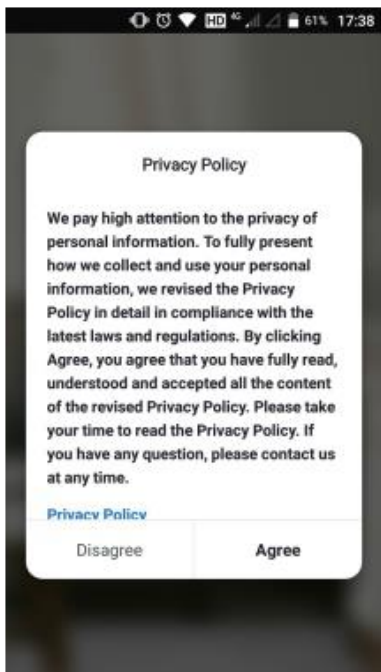 HD 4G 61% 17:38
Privacy Policy
We pay high attention to the privacy of
personal information. To fully present
how we collect and use your personal
information, we revised the Privacy
Policy in detail in compliance with the
latest laws and regulations. By clicking
Agree, you agree that you have fully read,
understood and accepted all the content
of the revised Privacy Policy. Please take
your time to read the Privacy Policy. If
you have any question, please contact us
at any time.
Privacy Policy
Disagree Agree